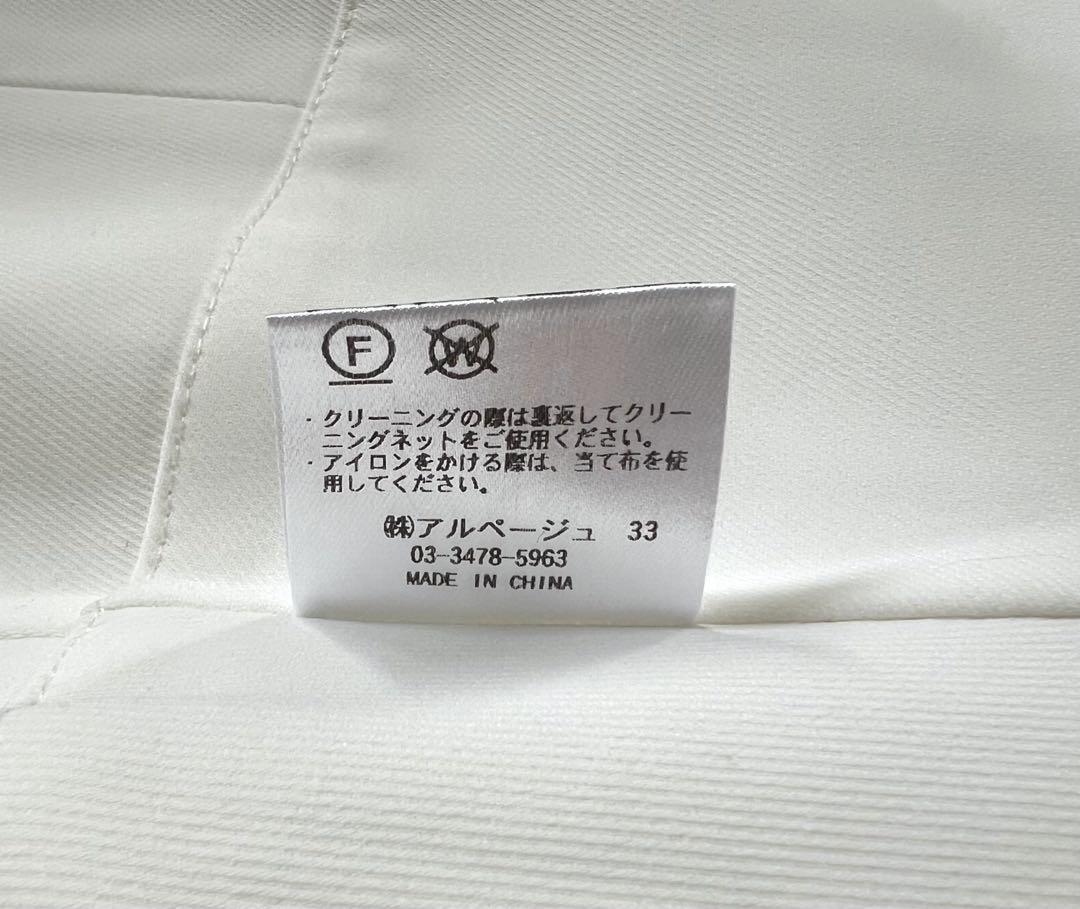 F W
・クリーニングの際は裏返してクリー
ニングネットをご使用ください。
・アイロンをかける際は、当て布を使
用してください。
㈱アルページュ 33
03-3478-5963
MADE IN CHINA